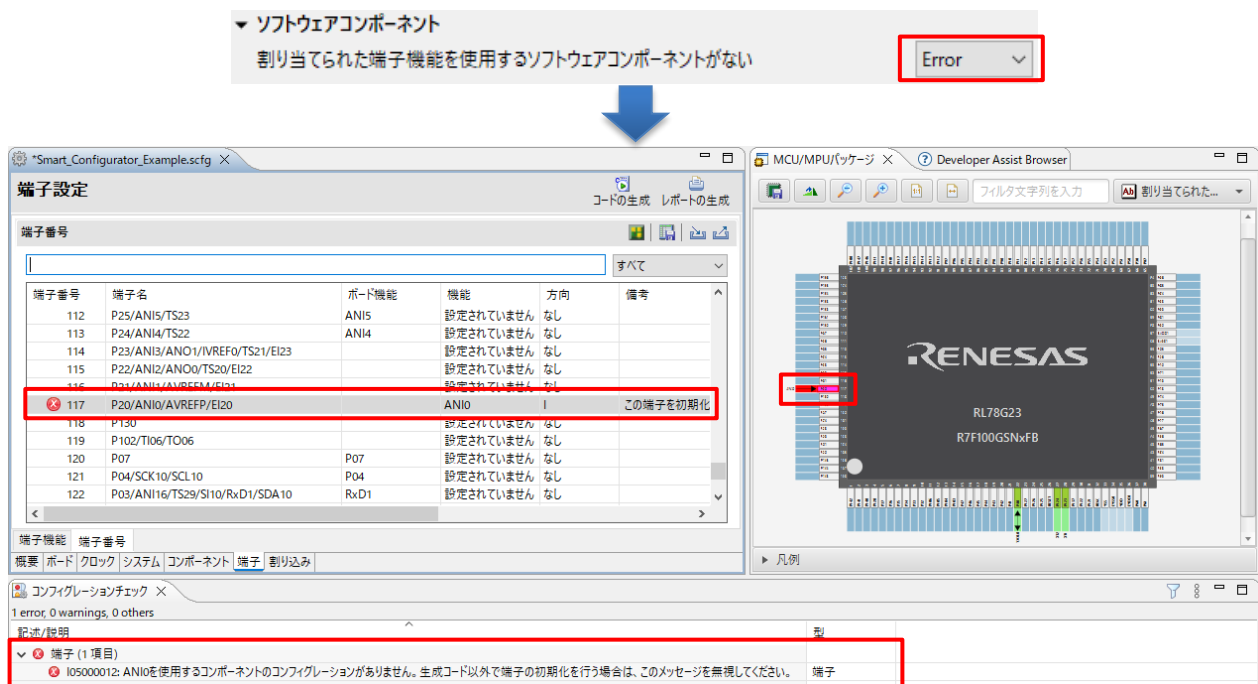 ソフトウェアコンポーネント
割り当てられた端子機能を使用するソフトウェアコンポーネントがない Error
*Smart_Configurator_Example.scfg
端子設定
コードの生成 レポートの生成
端子番号
すべて
端子番号 端子名 ボード機能 機能 方向 備考
112 P25/ANI5/TS23 ANI5 設定されていません なし
113 P24/ANI4/TS22 ANI4 設定されていません なし
114 P23/ANI3/ANO1/IVREF0/TS21/EI23 設定されていません なし
115 P22/ANI2/ANO0/TS20/EI22 設定されていません なし
116 P21/ANI1/AVREFM/EI21 設定されていません なし
117 P20/ANI0/AVREFP/EI20 ANI0 I この端子を初期化
118 P130 設定されていません なし
119 P102/TI06/TO06 設定されていません なし
120 P07 P07 設定されていません なし
121 P04/SCK10/SCL10 P04 設定されていません なし
122 P03/ANI16/TS29/SI10/RxD1/SDA10 RxD1 設定されていません なし
端子機能 端子番号
概要 ボード クロック システム コンポーネント 端子 割り込み
MCU/MPUパッケージ Developer Assist Browser
フィルタ文字列を入力 割り当てられた...
RENESAS
RL78G23
R7F100GSNxFB
凡例
コンフィグレーションチェック
1 error, 0 warnings, 0 others
記述/説明 型
端子 (1 項目)
I05000012: ANI0を使用するコンポーネントのコンフィグレーションがありません。生成コード以外で端子の初期化を行う場合は、このメッセージを無視してください。 端子